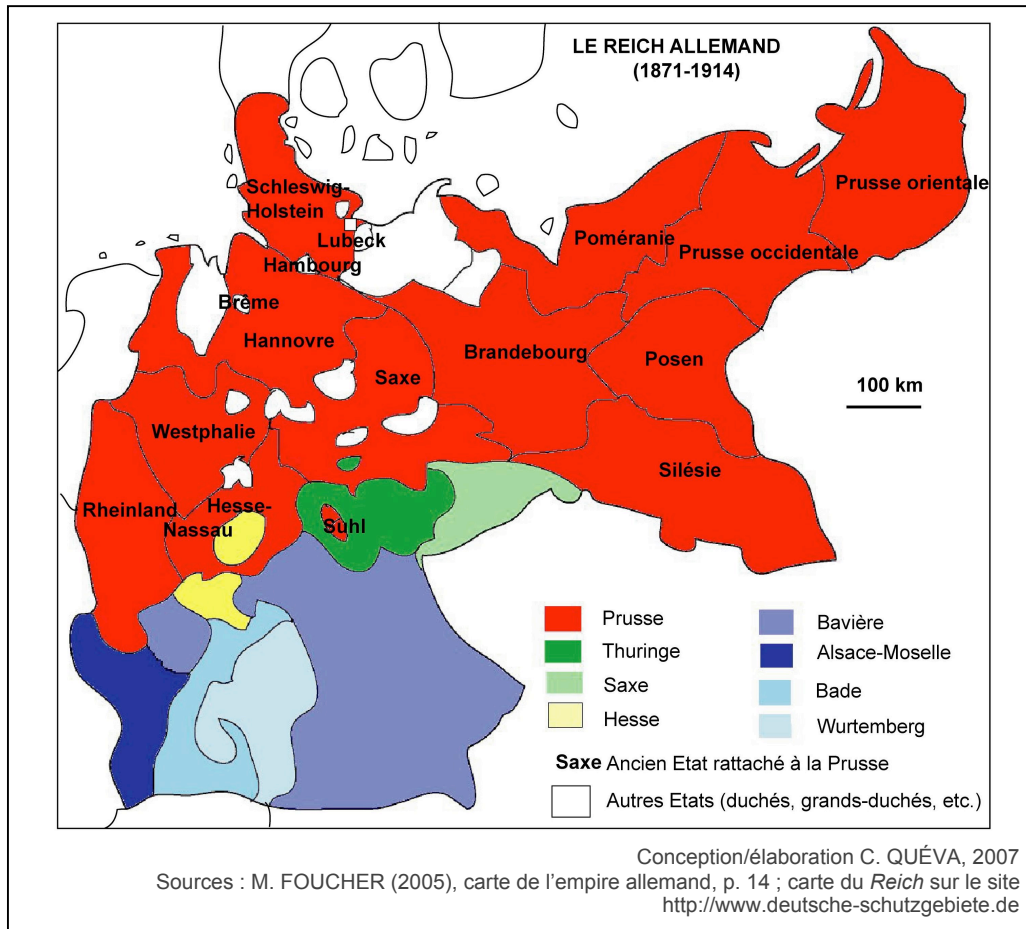 LE REICH ALLEMAND
(1871-1914)
Prusse orientale
Schleswig-
Holstein
Poméranie
Lubeck
Prusse occidentale
Hambourg
Brême
Hannovre
Brandebourg
Posen
Saxe
100 km
Westphalie
Silésie
Rheinland
Hesse-
Nassau
Suhl
Prusse
Thuringe
Saxe
Hesse
Bavière
Alsace-Moselle
Bade
Wurtemberg
Saxe Ancien Etat rattaché à la Prusse
Autres Etats (duchés, grands-duchés, etc.)
Conception/élaboration C. QUÉVA, 2007
Sources : M. FOUCHER (2005), carte de l'empire allemand, p. 14 ; carte du Reich sur le site
http://www.deutsche-schutzgebiete.de